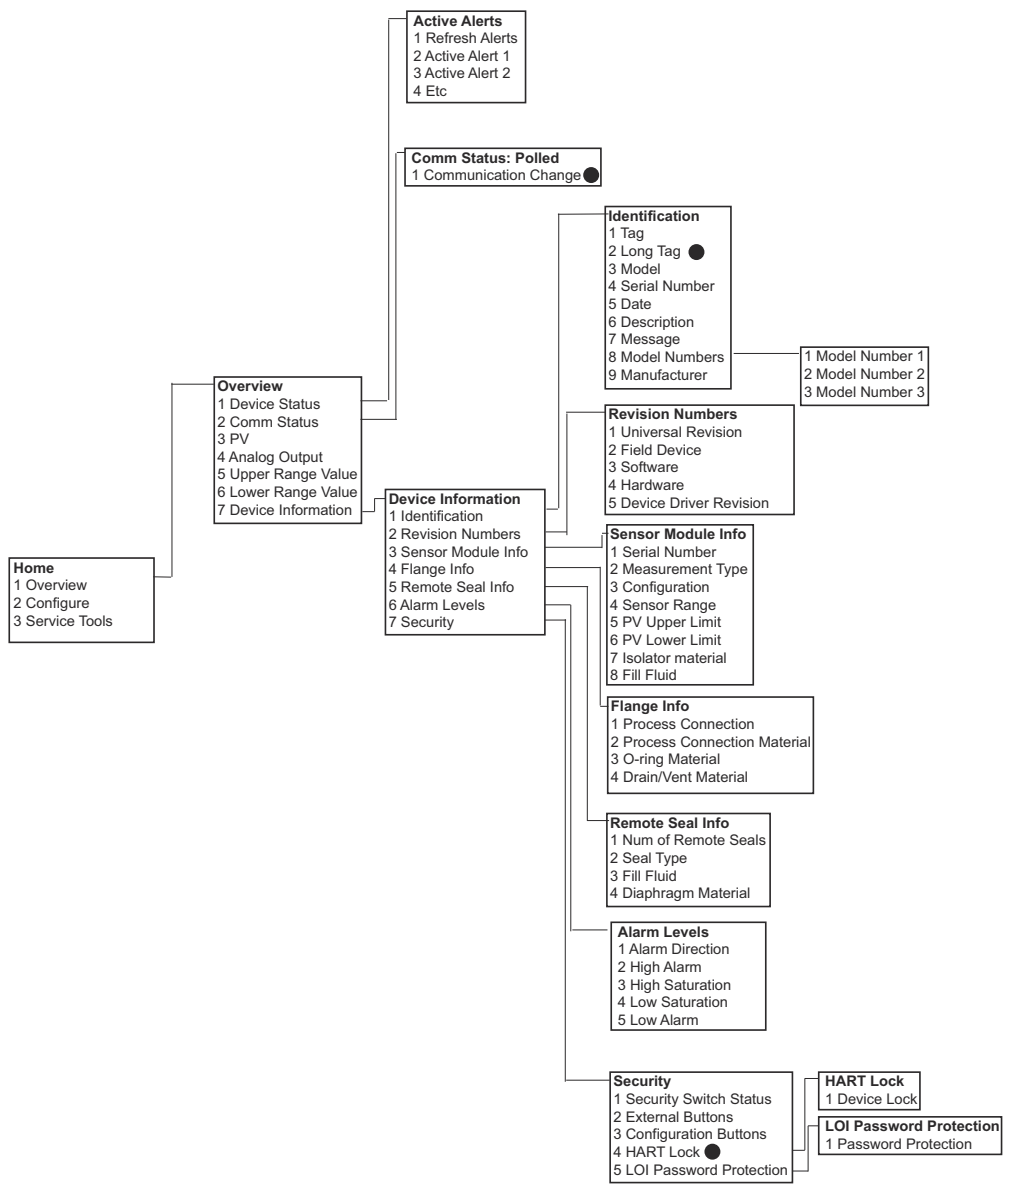 Active Alerts
1 Refresh Alerts
2 Active Alert 1
3 Active Alert 2
4 Etc
Comm Status: Polled
1 Communication Change
Identification
1 Tag
2 Long Tag
3 Model
4 Serial Number
5 Date
6 Description
7 Message
8 Model Numbers
9 Manufacturer
1 Model Number 1
2 Model Number 2
3 Model Number 3
Overview
1 Device Status
2 Comm Status
3 PV
4 Analog Output
5 Upper Range Value
6 Lower Range Value
7 Device Information
Revision Numbers
1 Universal Revision
2 Field Device
3 Software
4 Hardware
5 Device Driver Revision
Device Information
1 Identification
2 Revision Numbers
3 Sensor Module Info
4 Flange Info
5 Remote Seal Info
6 Alarm Levels
7 Security
Home
1 Overview
2 Configure
3 Service Tools
Sensor Module Info
1 Serial Number
2 Measurement Type
3 Configuration
4 Sensor Range
5 PV Upper Limit
6 PV Lower Limit
7 Isolator material
8 Fill Fluid
Flange Info
1 Process Connection
2 Process Connection Material
3 O-ring Material
4 Drain/Vent Material
Remote Seal Info
1 Num of Remote Seals
2 Seal Type
3 Fill Fluid
4 Diaphragm Material
Alarm Levels
1 Alarm Direction
2 High Alarm
3 High Saturation
4 Low Saturation
5 Low Alarm
Security
1 Security Switch Status
2 External Buttons
3 Configuration Buttons
4 HART Lock
5 LOI Password Protection
HART Lock
1 Device Lock
LOI Password Protection
1 Password Protection